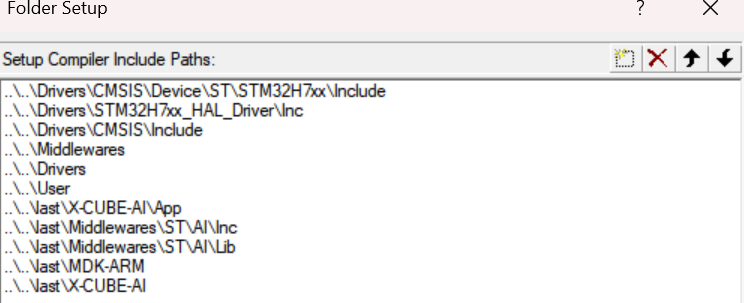 Folder Setup
?
Setup Compiler Include Paths:
..\..\Drivers\CMSIS\Device\ST\STM32H7xx\Include
..\..\Drivers\STM32H7xx_HAL_Driver\Inc
..\..\Drivers\CMSIS\Include
..\..\Middlewares
..\..\Drivers
..\..\User
..\..\last\X-CUBE-AI\App
..\..\last\Middlewares\ST\AI\Inc
..\..\last\Middlewares\ST\AI\Lib
..\..\last\MDK-ARM
..\..\last\X-CUBE-AI